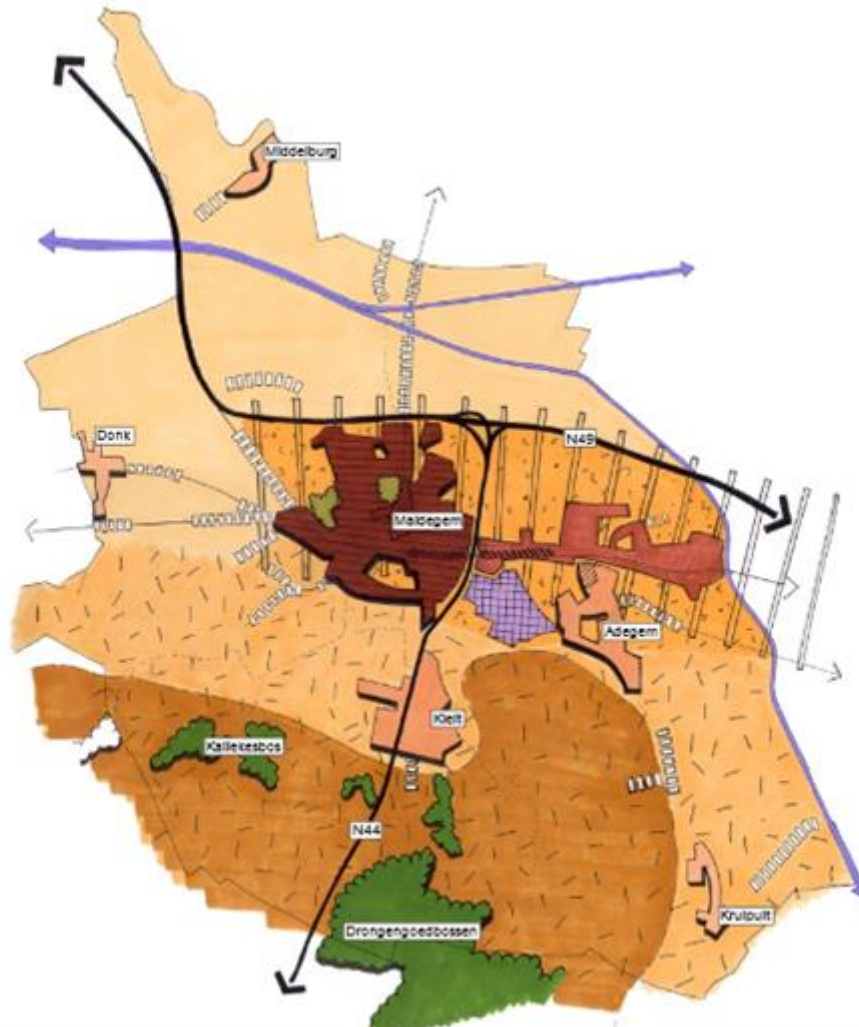 Middelburg
N49
Donk
Maldegem
Adegem
Kleit
Kallekesbos
N44
Kruipuit
Drongengoedbossen